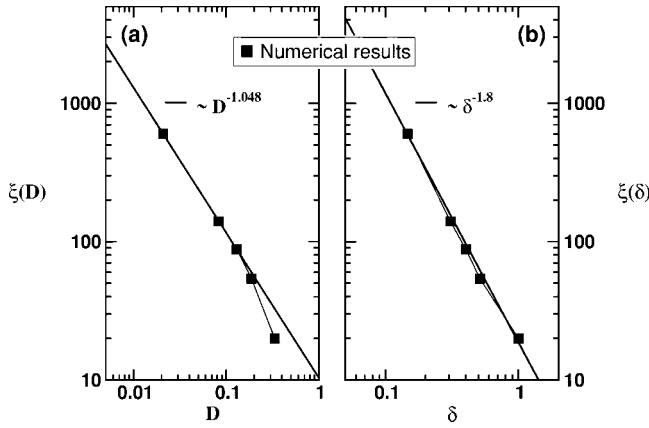 (a)
(b)
■ Numerical results
— ~ D^-1.048
— ~ δ^-1.8
1000
100
10
ξ(D)
0.01 0.1 1
D
1000
100
10
ξ(δ)
0.1 1
δ